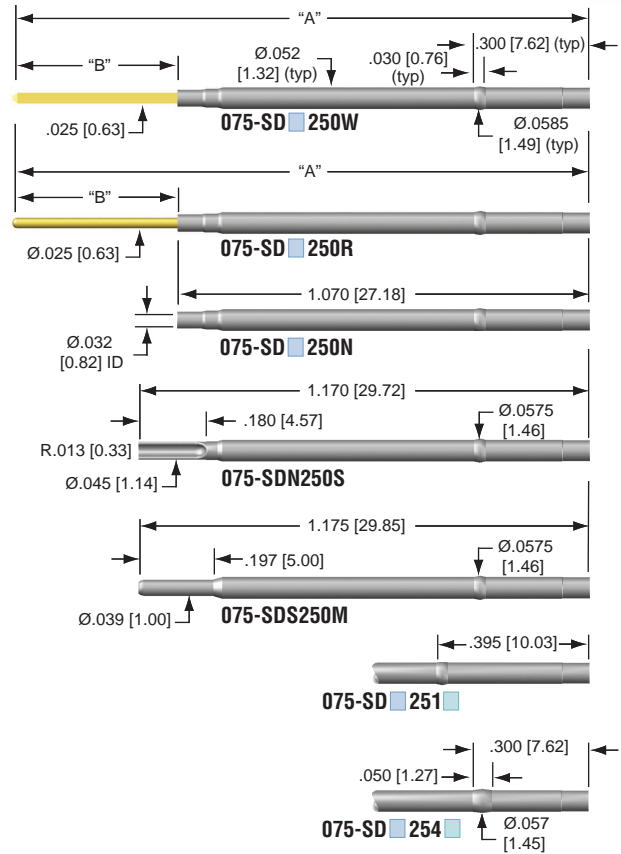 “A”
“B”
Ø.052
[1.32] (typ)
.030 [0.76]
(typ)
.300 [7.62] (typ)
.025 [0.63]
075-SD 250W
Ø.0585
[1.49] (typ)
“A”
“B”
Ø.025 [0.63]
075-SD 250R
1.070 [27.18]
Ø.032
[0.82] ID
075-SD 250N
1.170 [29.72]
.180 [4.57]
Ø.0575
[1.46]
R.013 [0.33]
Ø.045 [1.14]
075-SDN250S
1.175 [29.85]
.197 [5.00]
Ø.0575
[1.46]
Ø.039 [1.00]
075-SDS250M
.395 [10.03]
075-SD 251
.300 [7.62]
.050 [1.27]
075-SD 254
Ø.057
[1.45]